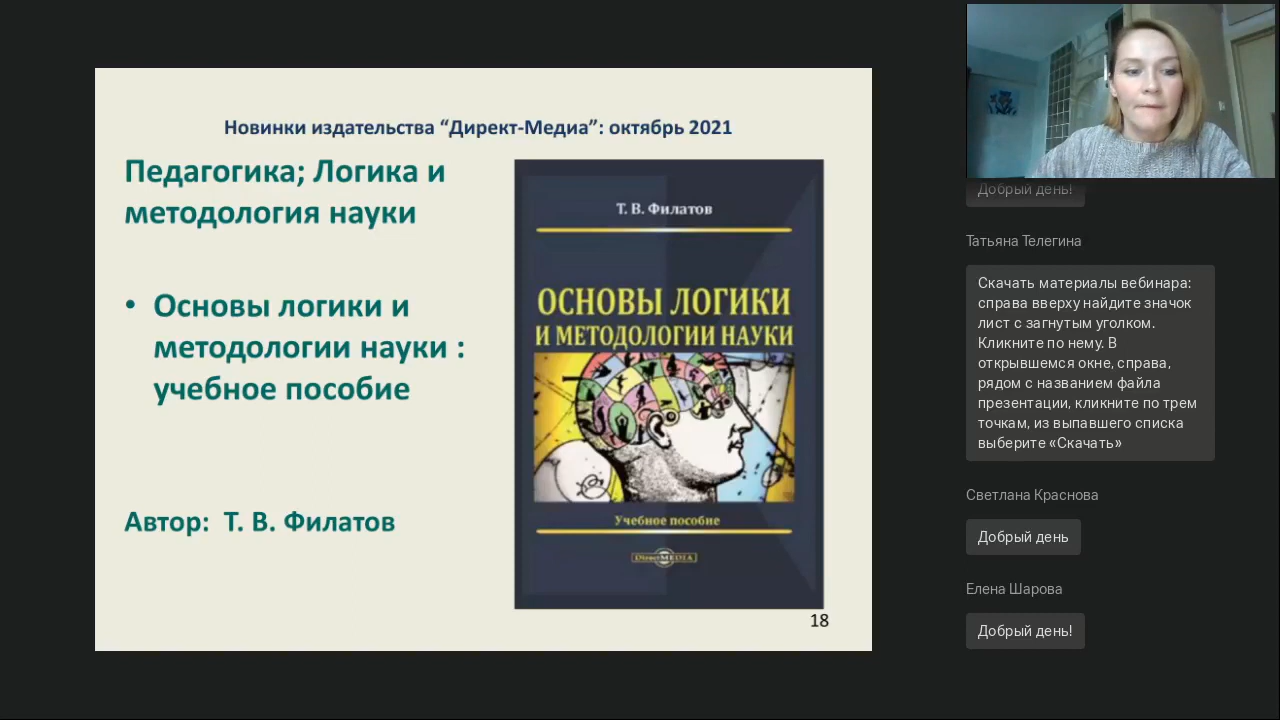 Новинки издательства “Директ-Медиа”: октябрь 2021
Педагогика; Логика и
методология науки
• Основы логики и
методологии науки :
учебное пособие
Автор: Т. В. Филатов
Т. В. Филатов
ОСНОВЫ ЛОГИКИ
И МЕТОДОЛОГИИ НАУКИ
Учебное пособие
DirectMEDIA
18
Добрый день!
Татьяна Телегина
Скачать материалы вебинара:
справа вверху найдите значок
лист с загнутым уголком.
Кликните по нему. В
открывшемся окне, справа,
рядом с названием файла
презентации, кликните по трем
точкам, из выпавшего списка
выберите «Скачать»
Светлана Краснова
Добрый день
Елена Шарова
Добрый день!